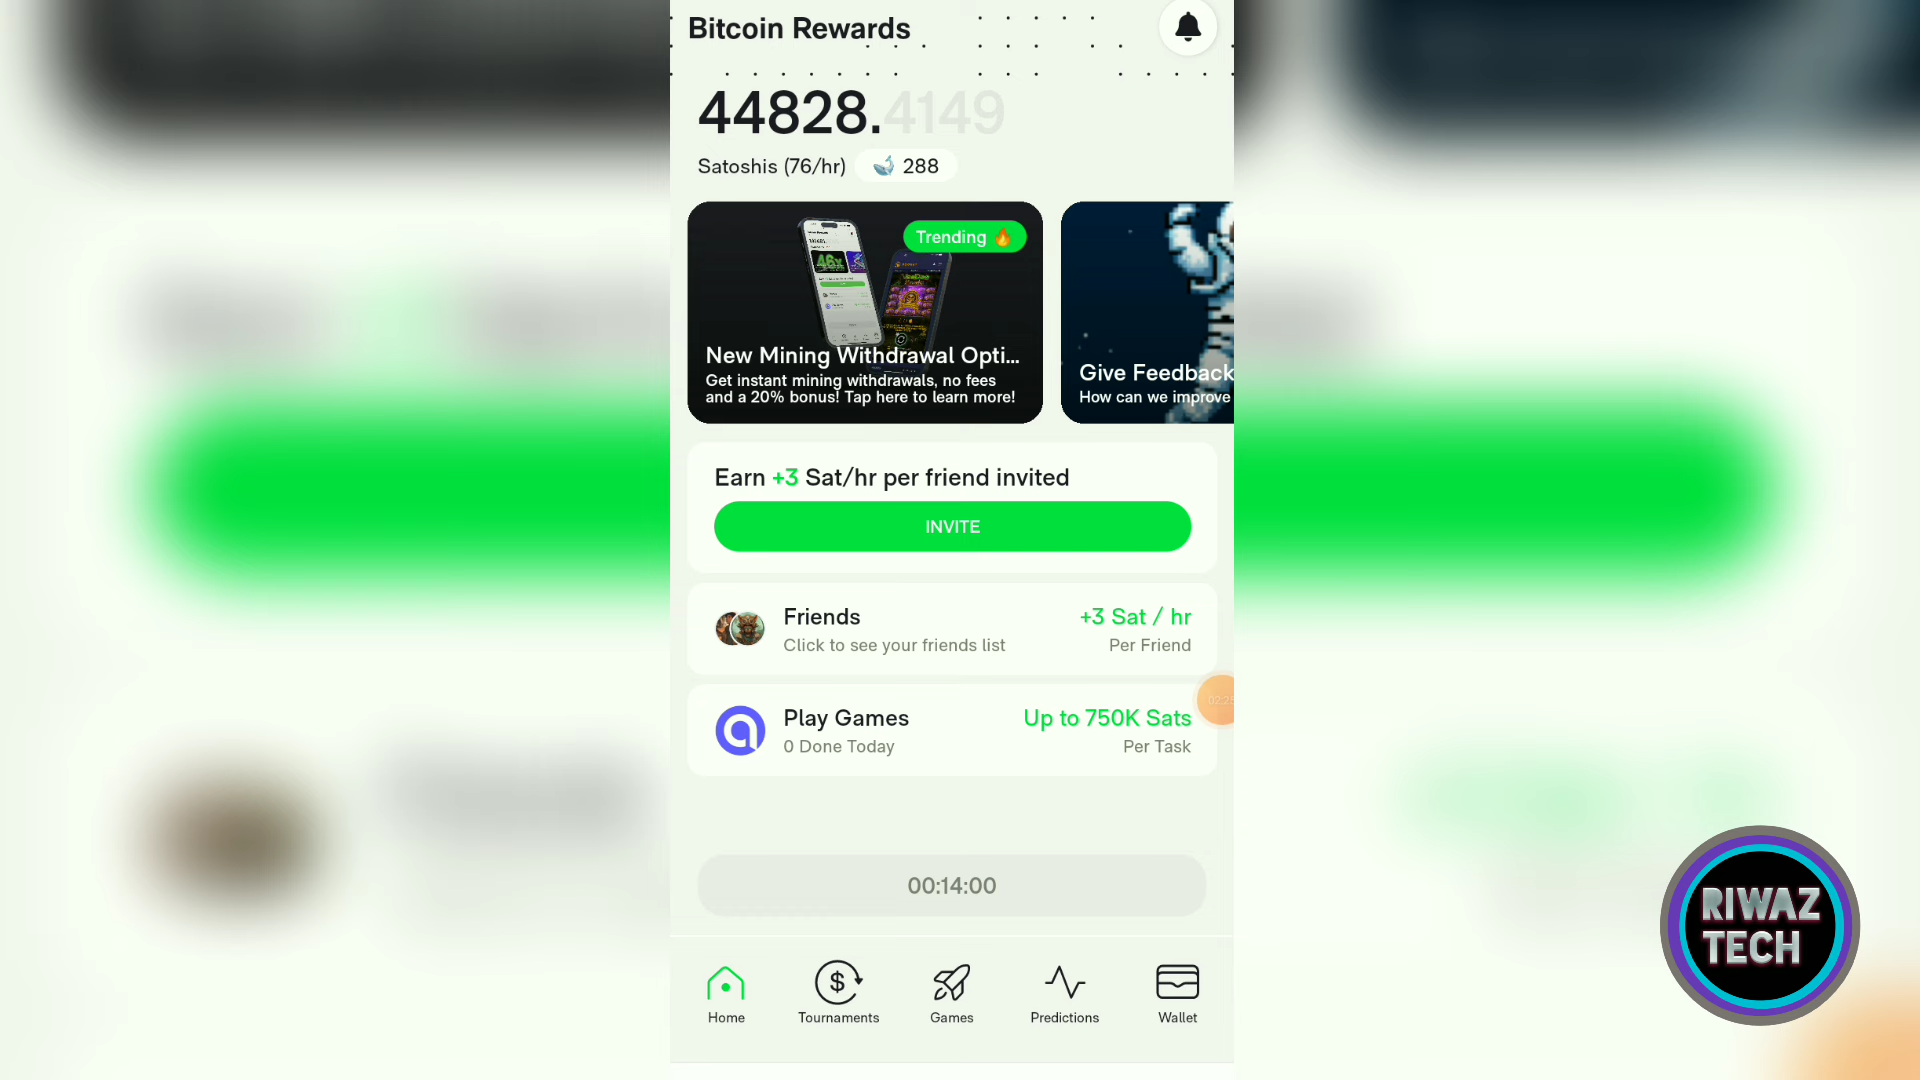 Bitcoin Rewards
44828.4149
Satoshis (76/hr) 288
Trending
New Mining Withdrawal Opti...
Get instant mining withdrawals, no fees
and a 20% bonus! Tap here to learn more!
Give Feedback
How can we improve
Earn +3 Sat/hr per friend invited
INVITE
Friends
+3 Sat / hr
Click to see your friends list
Per Friend
Play Games
Up to 750K Sats
0 Done Today
Per Task
00:14:00
Home
Tournaments
Games
Predictions
Wallet
RIWAZ
TECH